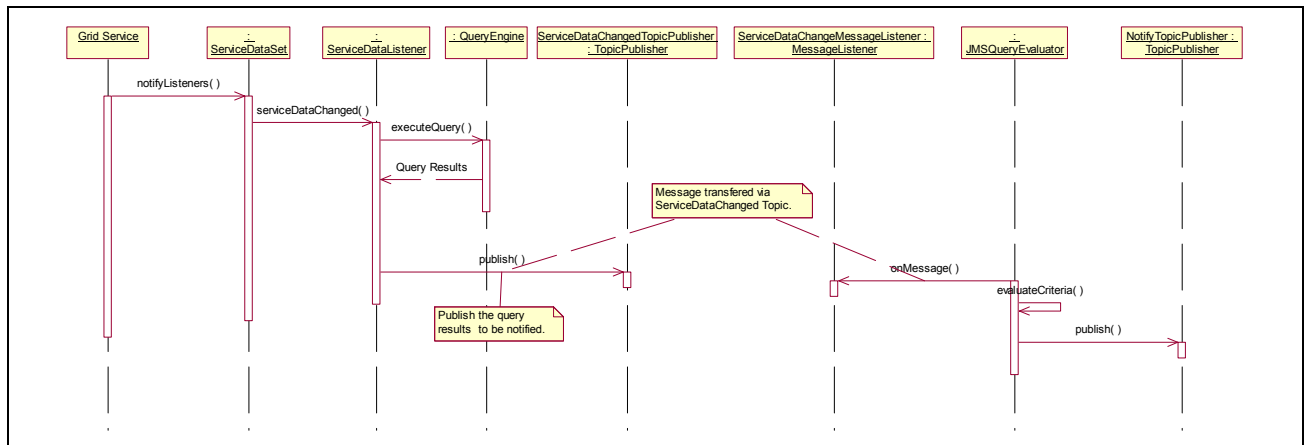 Grid Service
:
ServiceDataSet
:
ServiceDataListener
: QueryEngine
ServiceDataChangedTopicPublisher
: TopicPublisher
ServiceDataChangeMessageListener :
MessageListener
:
JMSQueryEvaluator
NotifyTopicPublisher :
TopicPublisher
notifyListeners( )
serviceDataChanged( )
executeQuery( )
Query Results
Message transfered via
ServiceDataChanged Topic.
publish( )
onMessage( )
evaluateCriteria( )
Publish the query
results to be notified.
publish( )